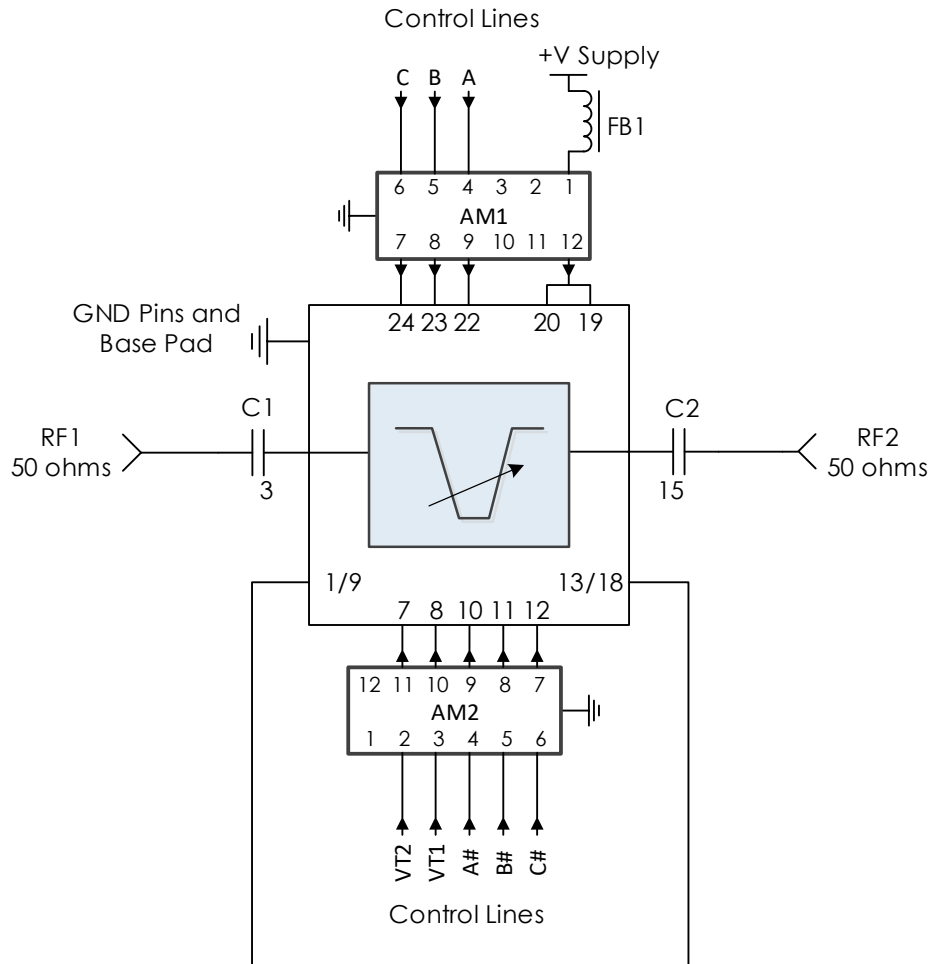 Control Lines
+V Supply
C B A
FB1
6 5 4 3 2 1
AM1
7 8 9 10 11 12
GND Pins and
Base Pad
24 23 22 20 19
C1
C2
RF1
50 ohms
RF2
50 ohms
3
15
1/9
13/18
7 8 10 11 12
12 11 10 9 8 7
AM2
1 2 3 4 5 6
VT2 VT1 A# B# C#
Control Lines